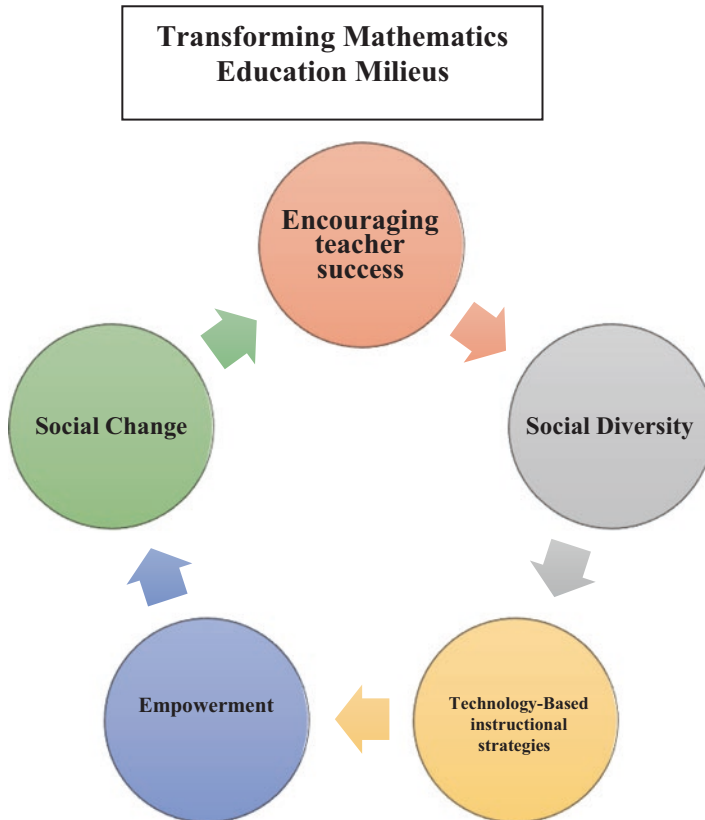 Transforming Mathematics
Education Milieus
Encouraging
teacher
success
Social Change
Social Diversity
Empowerment
Technology-Based
instructional
strategies